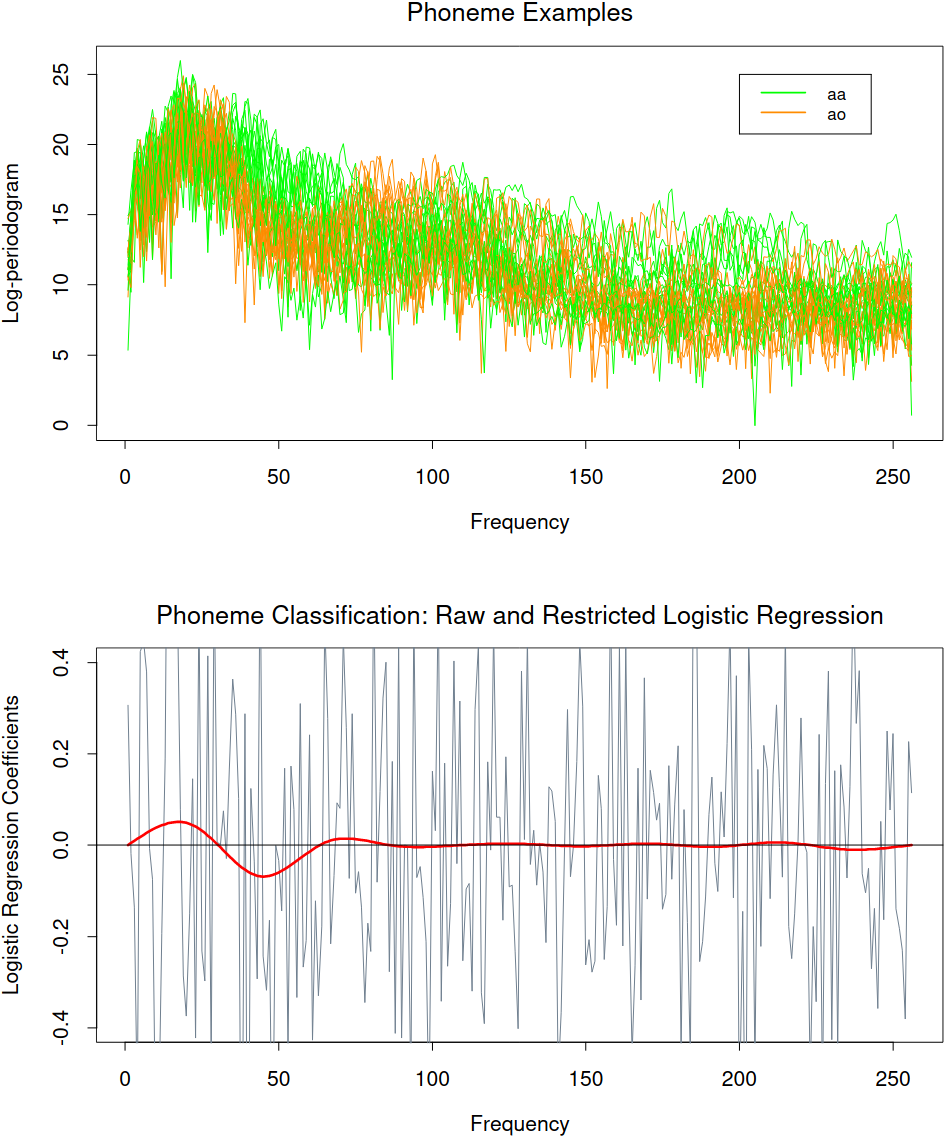 Phoneme Examples
Log-periodogram
25
20
15
10
5
0
aa
ao
0 50 100 150 200 250
Frequency
Phoneme Classification: Raw and Restricted Logistic Regression
Logistic Regression Coefficients
0.4
0.2
0.0
-0.2
-0.4
0 50 100 150 200 250
Frequency